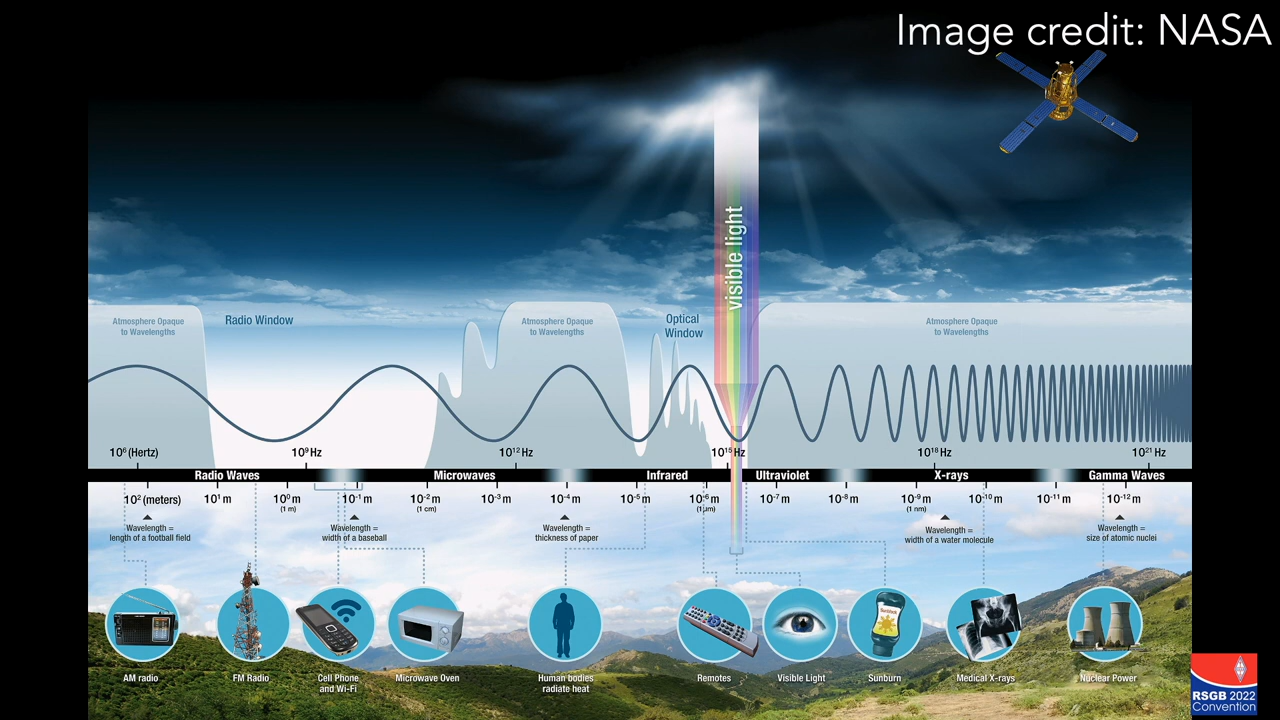 Image credit: NASA
visible light
Atmosphere Opaque
to Wavelengths
Radio Window
Atmosphere Opaque
to Wavelengths
Optical
Window
Atmosphere Opaque
to Wavelengths
10⁶ (Hertz)
10⁹ Hz
10¹² Hz
10¹⁵ Hz
10¹⁸ Hz
10²¹ Hz
Radio Waves
Microwaves
Infrared
Ultraviolet
X-rays
Gamma Waves
10² (meters)
10¹ m
10⁰ m
(1 m)
10⁻¹ m
10⁻² m
(1 cm)
10⁻³ m
10⁻⁴ m
10⁻⁵ m
10⁻⁶ m
(1 µm)
10⁻⁷ m
10⁻⁸ m
10⁻⁹ m
(1 nm)
10⁻¹⁰ m
10⁻¹¹ m
10⁻¹² m
Wavelength =
length of a football field
Wavelength =
width of a baseball
Wavelength =
thickness of paper
Wavelength =
width of a water molecule
Wavelength =
size of atomic nuclei
AM radio
FM Radio
Cell Phone
and Wi-Fi
Microwave Oven
Human bodies
radiate heat
Remotes
Visible Light
Sunburn
Medical X-rays
Nuclear Power
RSGB 2022
Convention